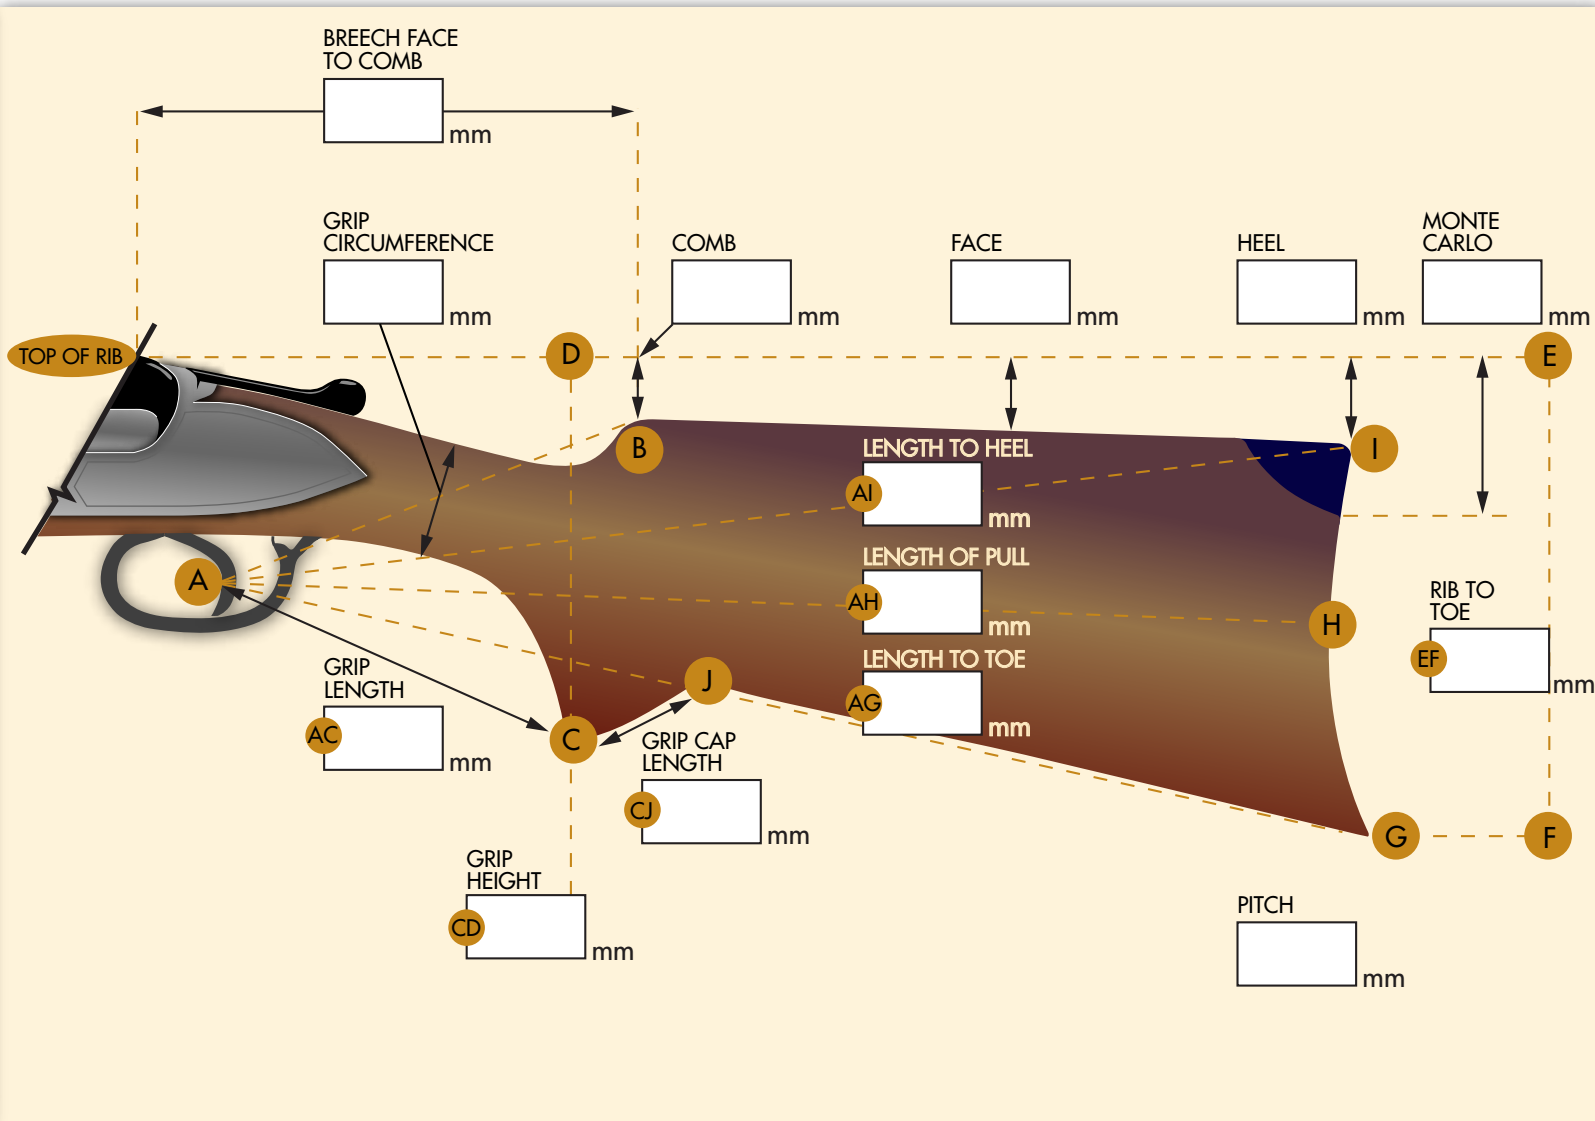 BREECH FACE
TO COMB
mm
GRIP
CIRCUMFERENCE
mm
COMB
mm
FACE
mm
HEEL
mm
MONTE
CARLO
mm
TOP OF RIB
D
E
B
I
LENGTH TO HEEL
AI
mm
A
LENGTH OF PULL
AH
mm
H
RIB TO
TOE
EF
mm
LENGTH TO TOE
AG
mm
J
GRIP
LENGTH
AC
mm
C
GRIP CAP
LENGTH
CJ
mm
G
F
GRIP
HEIGHT
CD
mm
PITCH
mm